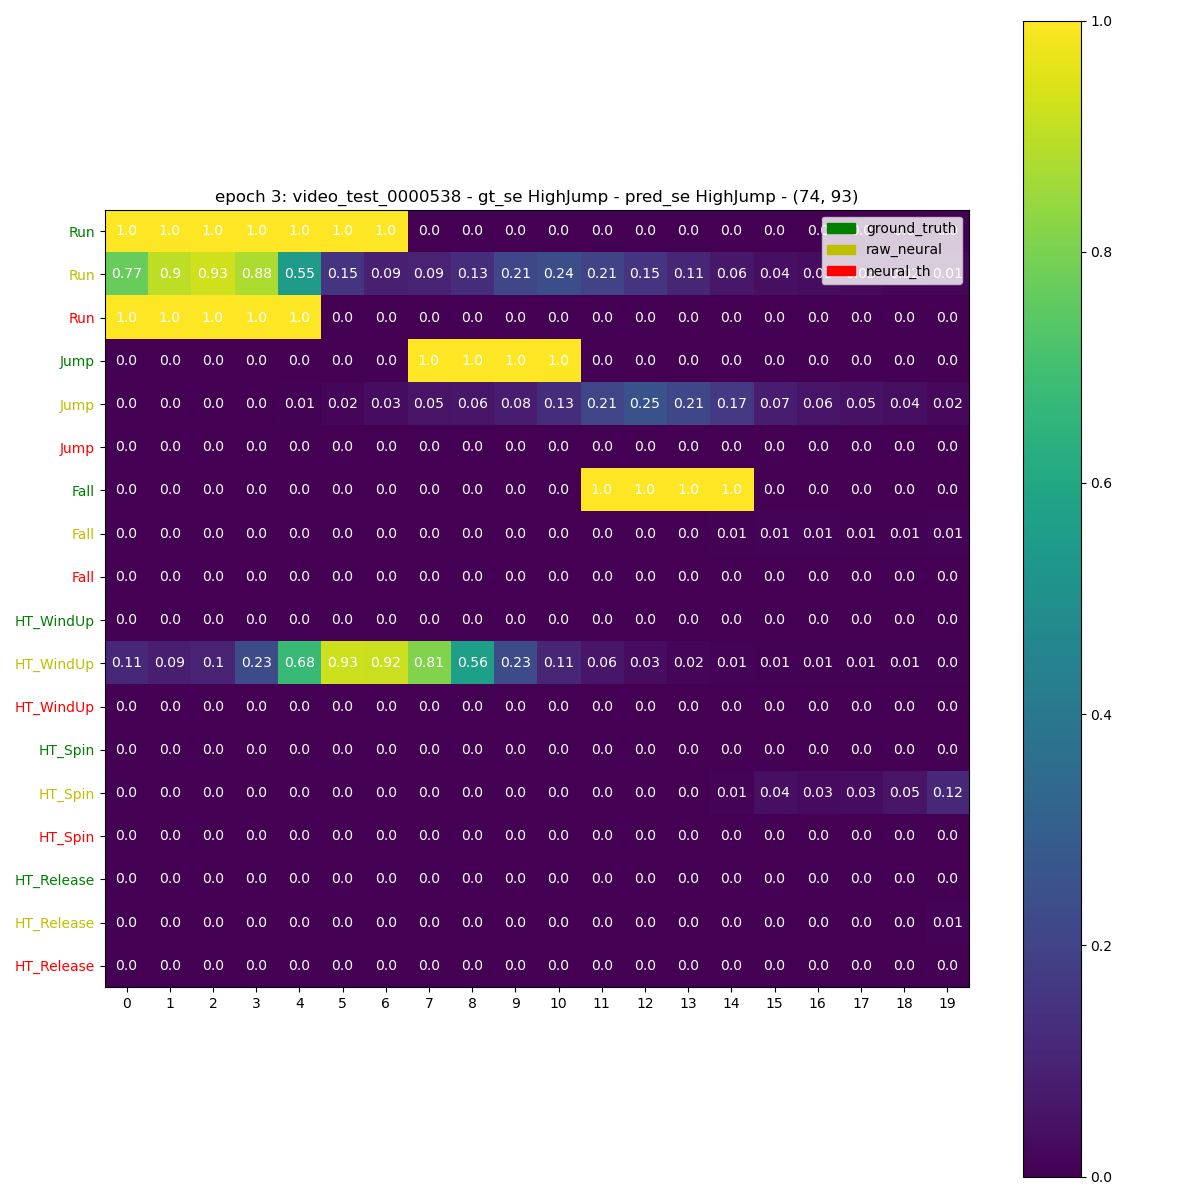 epoch 3: video_test_0000538 - gt_se HighJump - pred_se HighJump - (74, 93)
ground_truth
raw_neural
neural_th
Run 1.0 1.0 1.0 1.0 1.0 1.0 1.0 0.0 0.0 0.0 0.0 0.0 0.0 0.0 0.0 0.0
Run 0.77 0.9 0.93 0.88 0.55 0.15 0.09 0.09 0.13 0.21 0.24 0.21 0.15 0.11 0.06 0.04 0.01
Run 1.0 1.0 1.0 1.0 1.0 0.0 0.0 0.0 0.0 0.0 0.0 0.0 0.0 0.0 0.0 0.0 0.0 0.0 0.0 0.0
Jump 0.0 0.0 0.0 0.0 0.0 0.0 0.0 1.0 1.0 1.0 1.0 0.0 0.0 0.0 0.0 0.0 0.0 0.0 0.0 0.0
Jump 0.0 0.0 0.0 0.0 0.01 0.02 0.03 0.05 0.06 0.08 0.13 0.21 0.25 0.21 0.17 0.07 0.06 0.05 0.04 0.02
Jump 0.0 0.0 0.0 0.0 0.0 0.0 0.0 0.0 0.0 0.0 0.0 0.0 0.0 0.0 0.0 0.0 0.0 0.0 0.0 0.0
Fall 0.0 0.0 0.0 0.0 0.0 0.0 0.0 0.0 0.0 0.0 0.0 1.0 1.0 1.0 1.0 0.0 0.0 0.0 0.0 0.0
Fall 0.0 0.0 0.0 0.0 0.0 0.0 0.0 0.0 0.0 0.0 0.0 0.0 0.0 0.0 0.01 0.01 0.01 0.01 0.01 0.01
Fall 0.0 0.0 0.0 0.0 0.0 0.0 0.0 0.0 0.0 0.0 0.0 0.0 0.0 0.0 0.0 0.0 0.0 0.0 0.0 0.0
HT_WindUp 0.0 0.0 0.0 0.0 0.0 0.0 0.0 0.0 0.0 0.0 0.0 0.0 0.0 0.0 0.0 0.0 0.0 0.0 0.0 0.0
HT_WindUp 0.11 0.09 0.1 0.23 0.68 0.93 0.92 0.81 0.56 0.23 0.11 0.06 0.03 0.02 0.01 0.01 0.01 0.01 0.01 0.0
HT_WindUp 0.0 0.0 0.0 0.0 0.0 0.0 0.0 0.0 0.0 0.0 0.0 0.0 0.0 0.0 0.0 0.0 0.0 0.0 0.0 0.0
HT_Spin 0.0 0.0 0.0 0.0 0.0 0.0 0.0 0.0 0.0 0.0 0.0 0.0 0.0 0.0 0.0 0.0 0.0 0.0 0.0 0.0
HT_Spin 0.0 0.0 0.0 0.0 0.0 0.0 0.0 0.0 0.0 0.0 0.0 0.0 0.0 0.0 0.01 0.04 0.03 0.03 0.05 0.12
HT_Spin 0.0 0.0 0.0 0.0 0.0 0.0 0.0 0.0 0.0 0.0 0.0 0.0 0.0 0.0 0.0 0.0 0.0 0.0 0.0 0.0
HT_Release 0.0 0.0 0.0 0.0 0.0 0.0 0.0 0.0 0.0 0.0 0.0 0.0 0.0 0.0 0.0 0.0 0.0 0.0 0.0 0.0
HT_Release 0.0 0.0 0.0 0.0 0.0 0.0 0.0 0.0 0.0 0.0 0.0 0.0 0.0 0.0 0.0 0.0 0.0 0.0 0.0 0.01
HT_Release 0.0 0.0 0.0 0.0 0.0 0.0 0.0 0.0 0.0 0.0 0.0 0.0 0.0 0.0 0.0 0.0 0.0 0.0 0.0 0.0
0 1 2 3 4 5 6 7 8 9 10 11 12 13 14 15 16 17 18 19
1.0
0.8
0.6
0.4
0.2
0.0